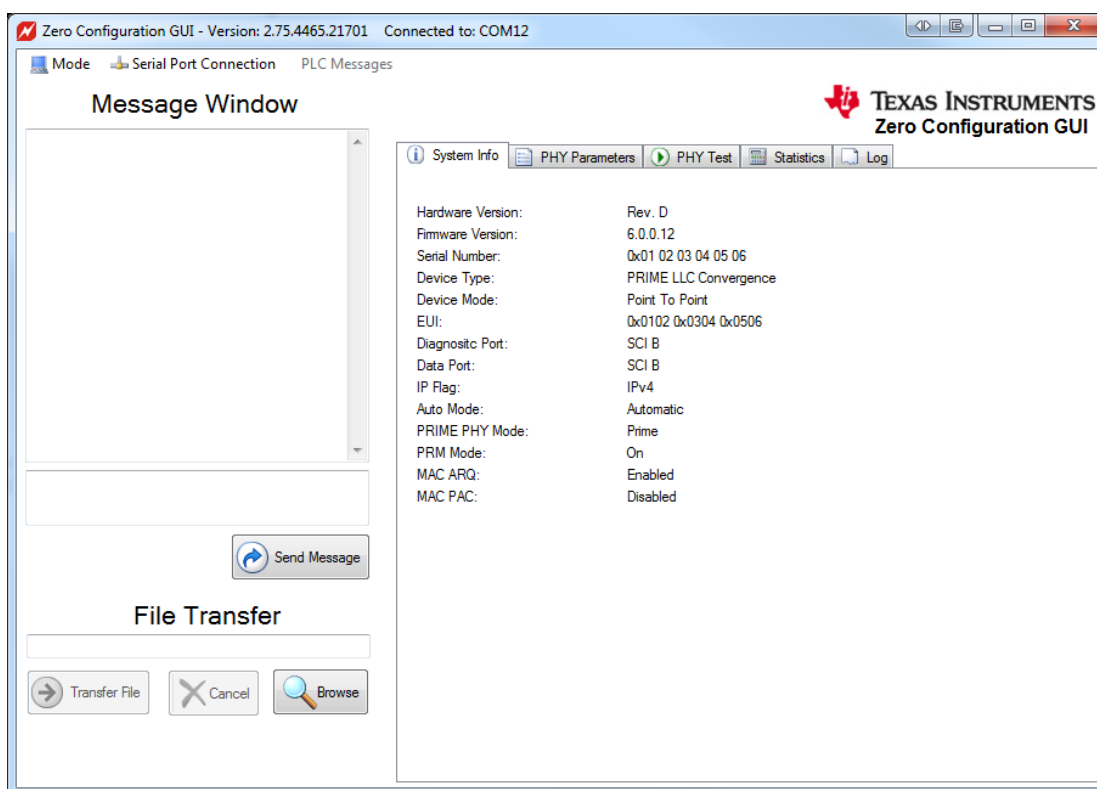 Zero Configuration GUI - Version: 2.75.4465.21701 Connected to: COM12
Mode Serial Port Connection PLC Messages
Message Window
TEXAS INSTRUMENTS
Zero Configuration GUI
System Info PHY Parameters PHY Test Statistics Log
Hardware Version: Rev. D
Firmware Version: 6.0.0.12
Serial Number: 0x01 02 03 04 05 06
Device Type: PRIME LLC Convergence
Device Mode: Point To Point
EUI: 0x0102 0x0304 0x0506
Diagnositc Port: SCI B
Data Port: SCI B
IP Flag: IPv4
Auto Mode: Automatic
PRIME PHY Mode: Prime
PRM Mode: On
MAC ARQ: Enabled
MAC PAC: Disabled
Send Message
File Transfer
Transfer File Cancel Browse